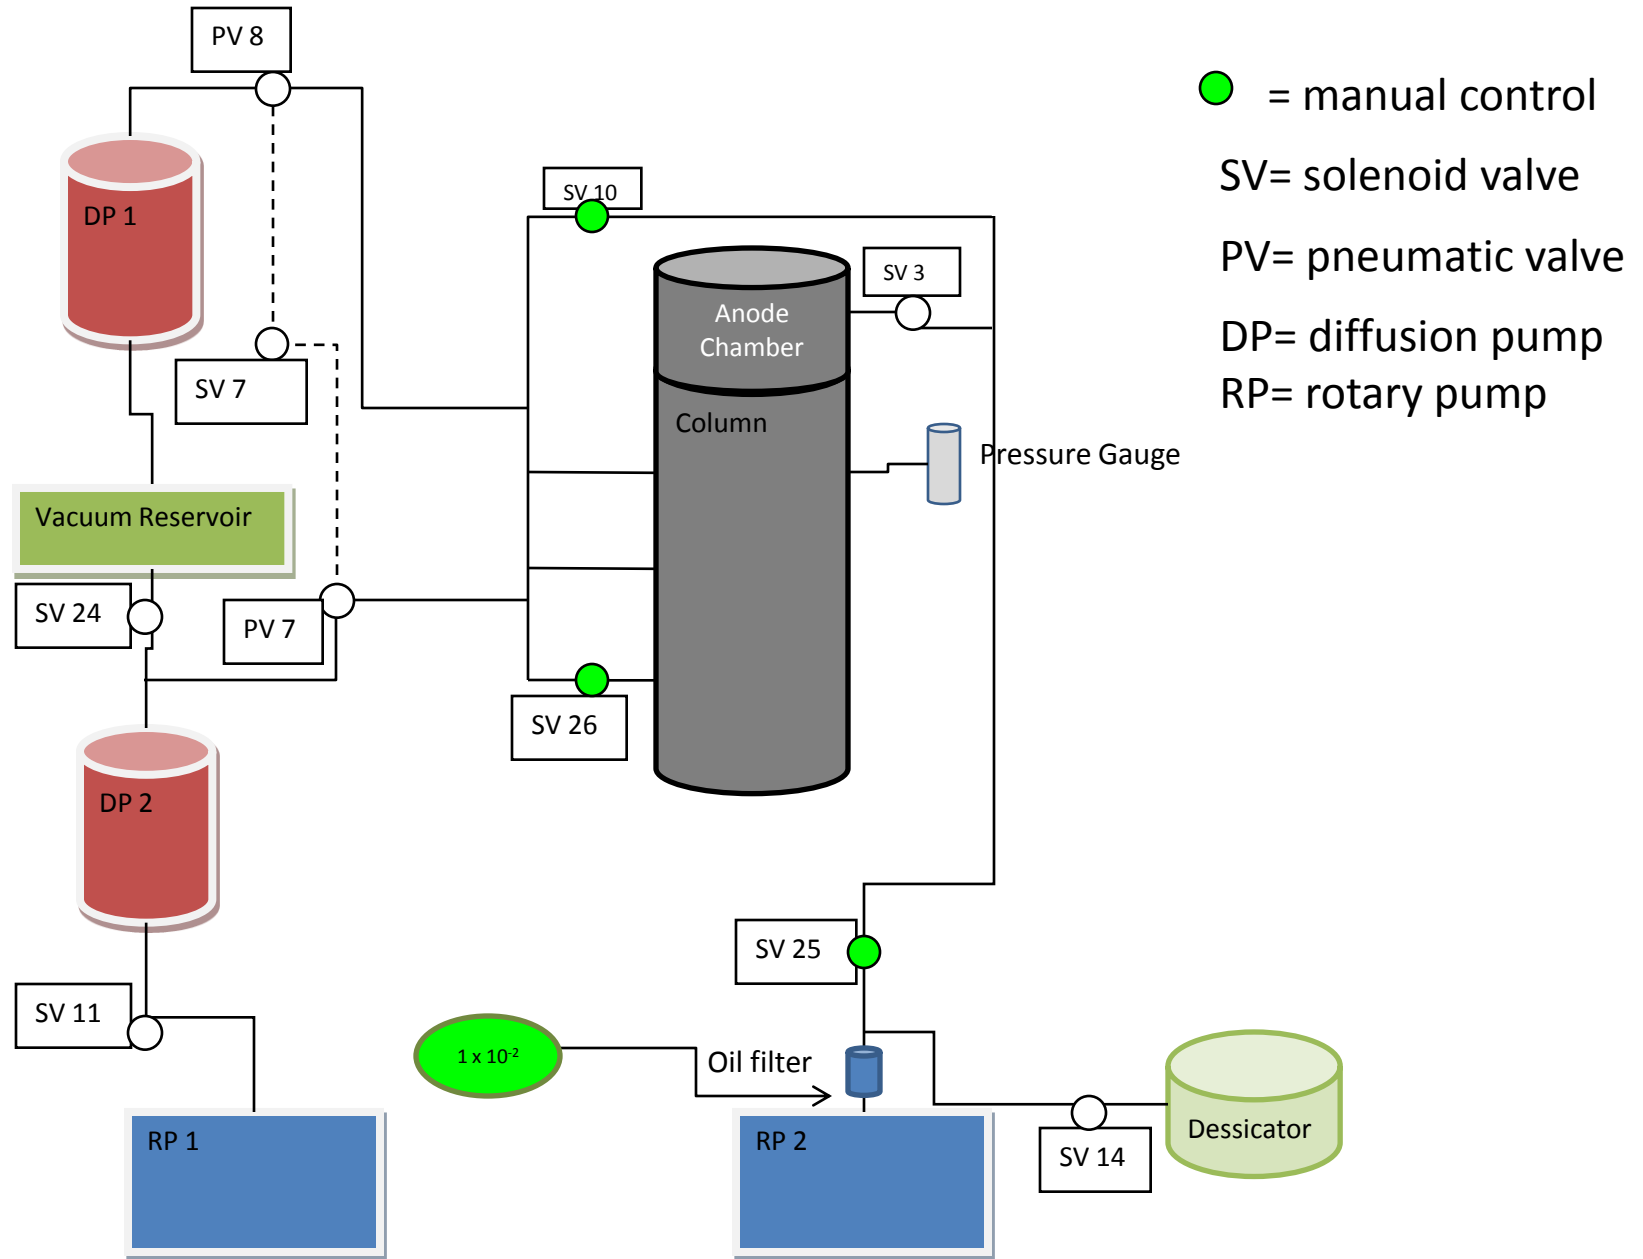 PV 8
= manual control
SV= solenoid valve
PV= pneumatic valve
DP= diffusion pump
RP= rotary pump
DP 1
SV 10
SV 3
Anode
Chamber
SV 7
Column
Pressure Gauge
Vacuum Reservoir
SV 24
PV 7
SV 26
DP 2
SV 25
SV 11
1 x 10⁻²
Oil filter
RP 1
RP 2
SV 14
Dessicator